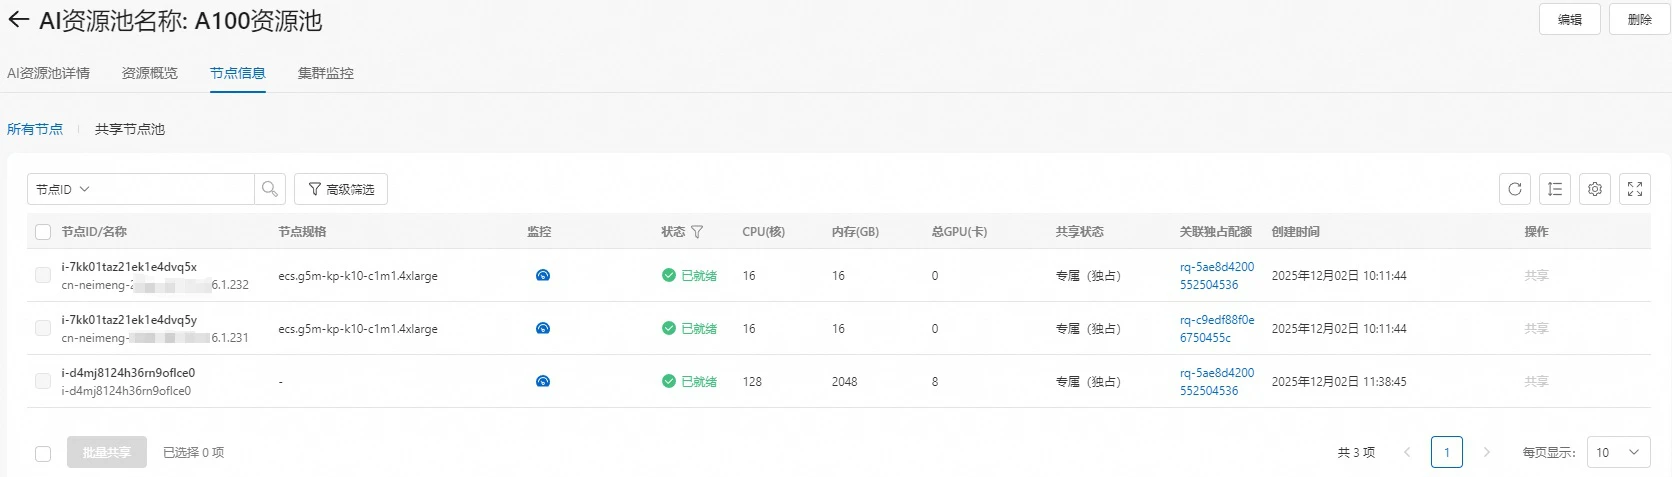 AI资源池名称: A100资源池
编辑
删除
AI资源池详情
资源概览
节点信息
集群监控
所有节点
共享节点池
节点ID
高级筛选
节点ID/名称 节点规格 监控 状态 CPU(核) 内存(GB) 总GPU(卡) 共享状态 关联独占配额 创建时间 操作
i-7kk01taz21ek1e4dvq5x
cn-neimeng-2 6.1.232
ecs.g5m-kp-k10-c1m1.4xlarge
已就绪
16
16
0
专属（独占）
rq-5ae8d4200
552504536
2025年12月02日 10:11:44
共享
i-7kk01taz21ek1e4dvq5y
cn-neimeng- 6.1.231
ecs.g5m-kp-k10-c1m1.4xlarge
已就绪
16
16
0
专属（独占）
rq-c9edf88f0e
6750455c
2025年12月02日 10:11:44
共享
i-d4mj8124h36rn9oflce0
i-d4mj8124h36rn9oflce0
-
已就绪
128
2048
8
专属（独占）
rq-5ae8d4200
552504536
2025年12月02日 11:38:45
共享
批量共享
已选择 0 项
共 3 项
1
每页显示：
10